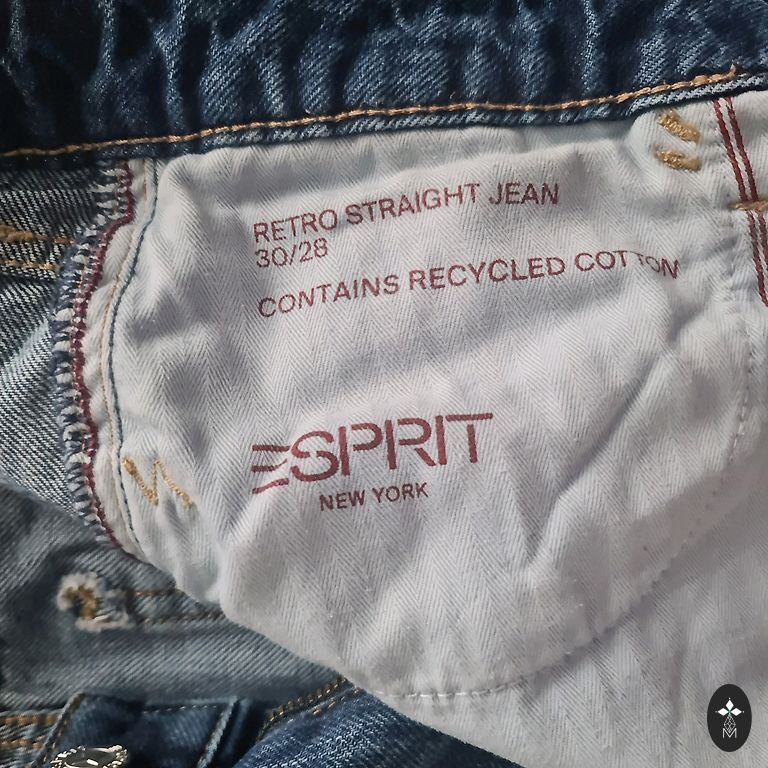 RETRO STRAIGHT JEAN
30/28
CONTAINS RECYCLED COTTON
ESPRIT
NEW YORK
M